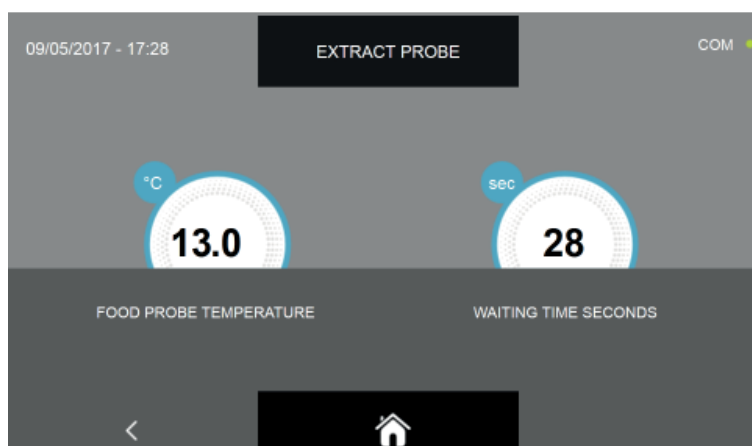 09/05/2017 - 17:28
EXTRACT PROBE
COM
°C
sec
13.0
28
FOOD PROBE TEMPERATURE
WAITING TIME SECONDS